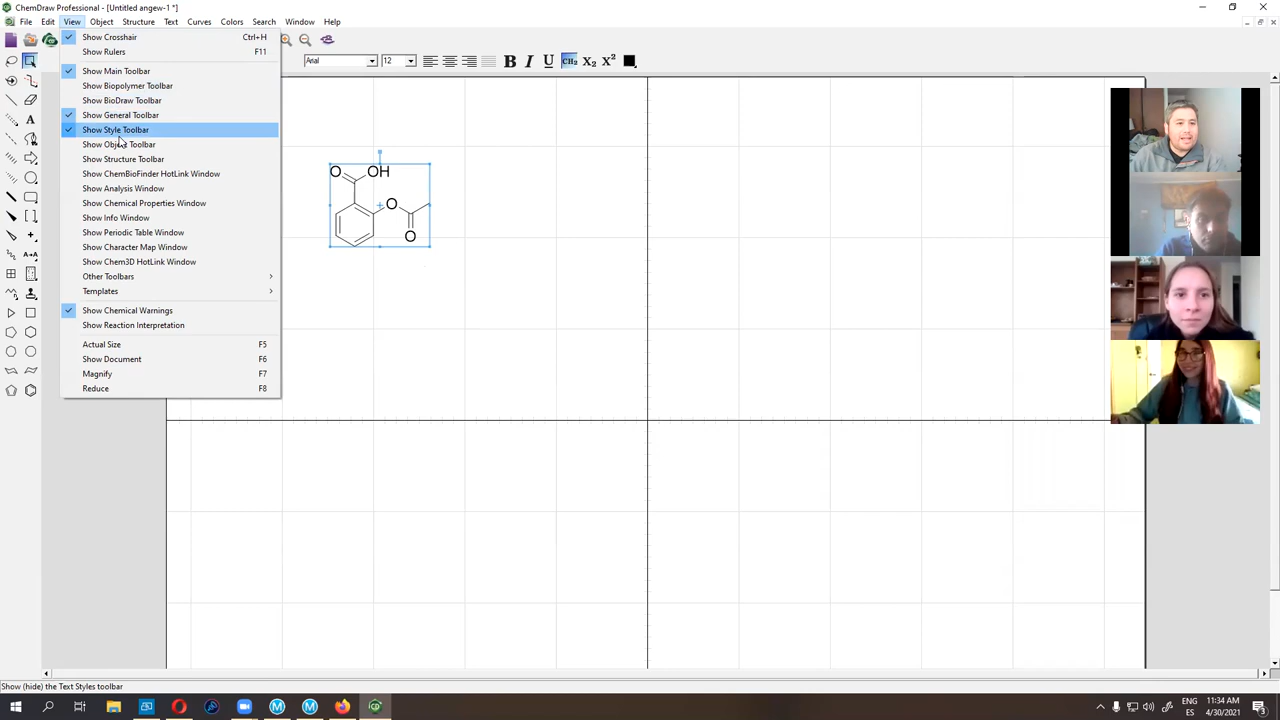 ChemDraw Professional - [Untitled angew-1 *]
File Edit View Object Structure Text Curves Colors Search Window Help
Show Crosshair Ctrl+H
Show Rulers F11
Arial 12 B I U CH₂ X₂ X²
Show Main Toolbar
Show Biopolymer Toolbar
Show BioDraw Toolbar
Show General Toolbar
A
Show Style Toolbar
Show Object Toolbar
Show Structure Toolbar
Show ChemBioFinder HotLink Window
Show Analysis Window
Show Chemical Properties Window
Show Info Window
Show Periodic Table Window
Show Character Map Window
Show Chem3D HotLink Window
Other Toolbars
Templates
Show Chemical Warnings
Show Reaction Interpretation
Actual Size F5
Show Document F6
Magnify F7
Reduce F8
O OH
O
O
Show (hide) the Text Styles toolbar
ENG 11:34 AM
ES 4/30/2021